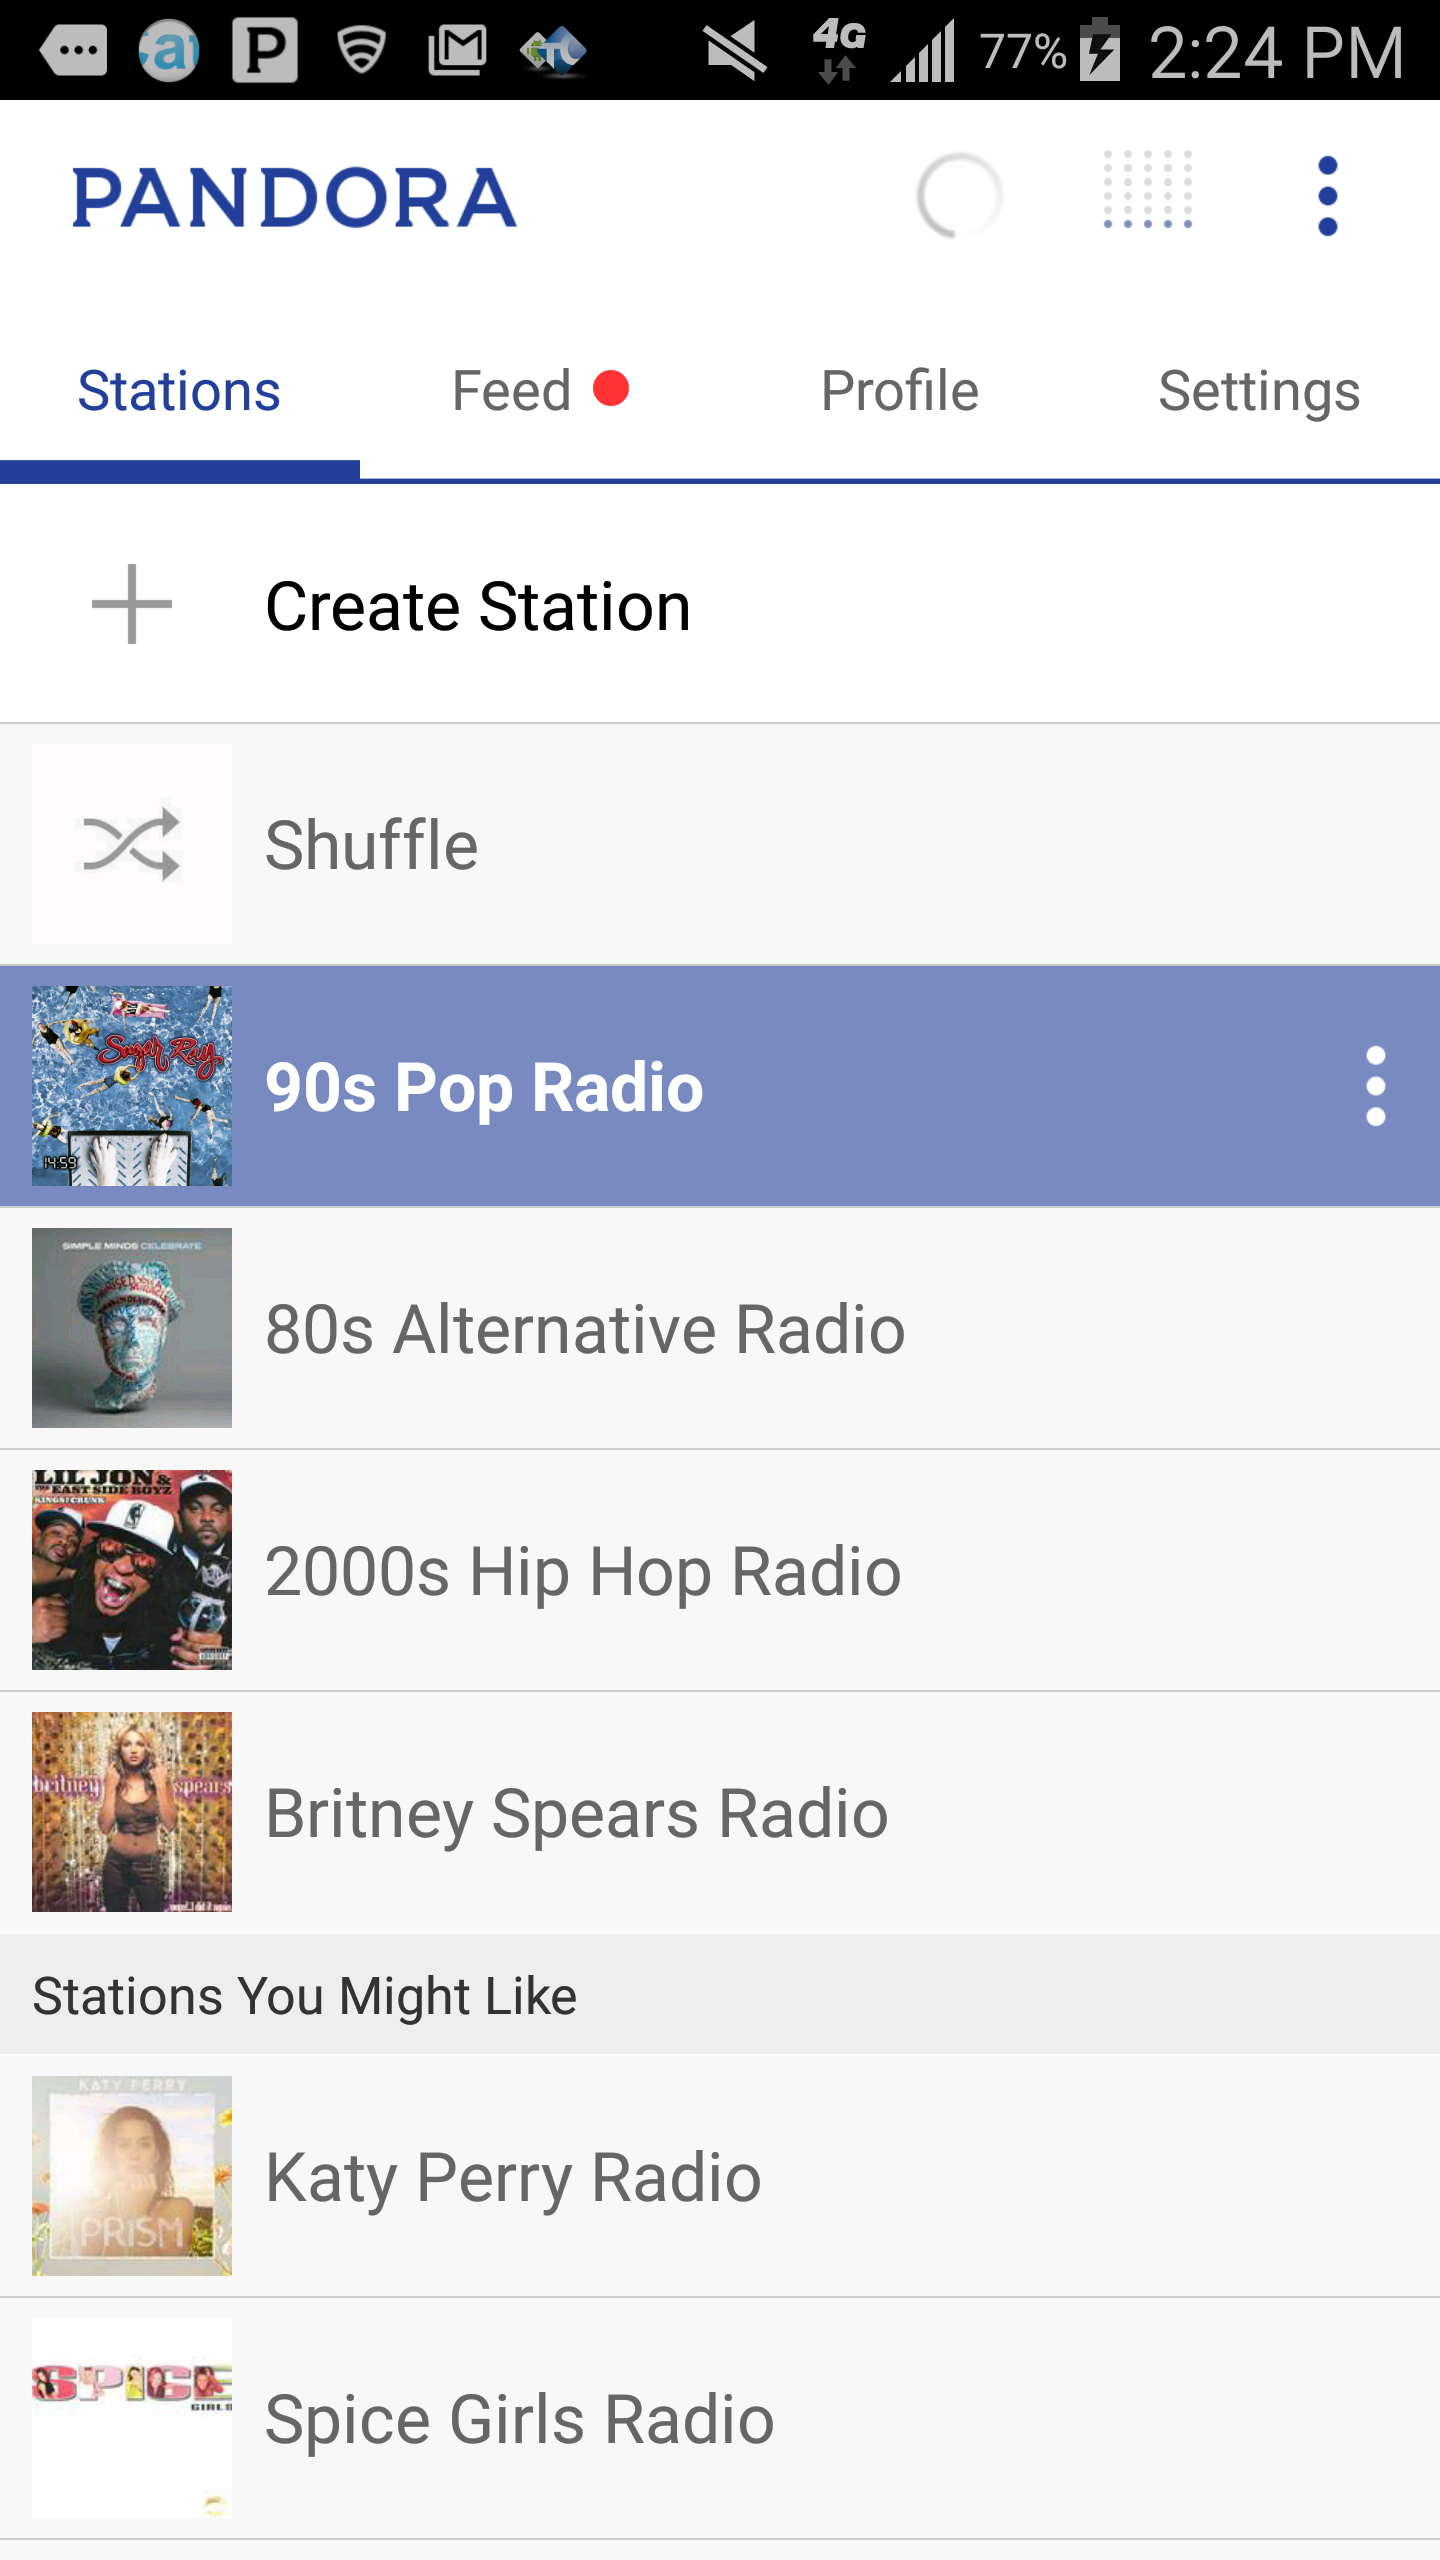 at P 4G 77% 2:24 PM
PANDORA
Stations Feed Profile Settings
Create Station
Shuffle
Sugar Ray
14:59
90s Pop Radio
SIMPLE MINDS CELEBRATE
80s Alternative Radio
LIL JON &
THE EAST SIDE BOYZ
KINGS OF CRUNK
2000s Hip Hop Radio
britney spears
Britney Spears Radio
Stations You Might Like
KATY PERRY
PRISM
Katy Perry Radio
SPICE
GIRLS
Spice Girls Radio